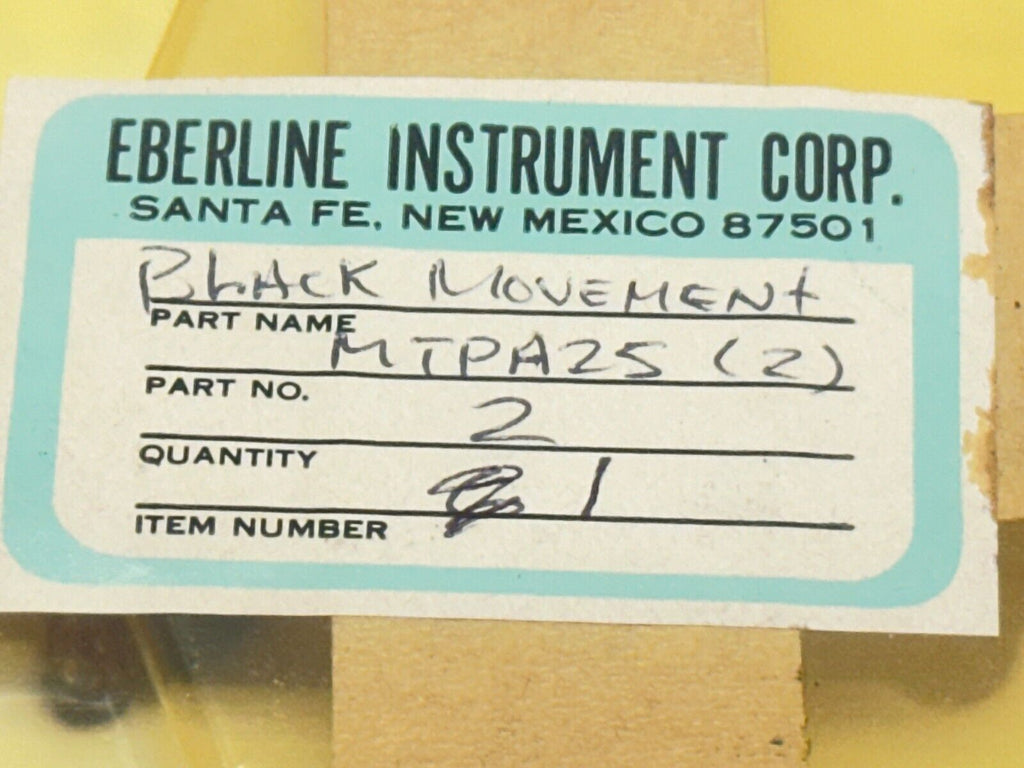 EBERLINE INSTRUMENT CORP.
SANTA FE, NEW MEXICO 87501
BLACK MOVEMENT
PART NAME
MTPA25 (2)
PART NO.
2
QUANTITY
1
ITEM NUMBER